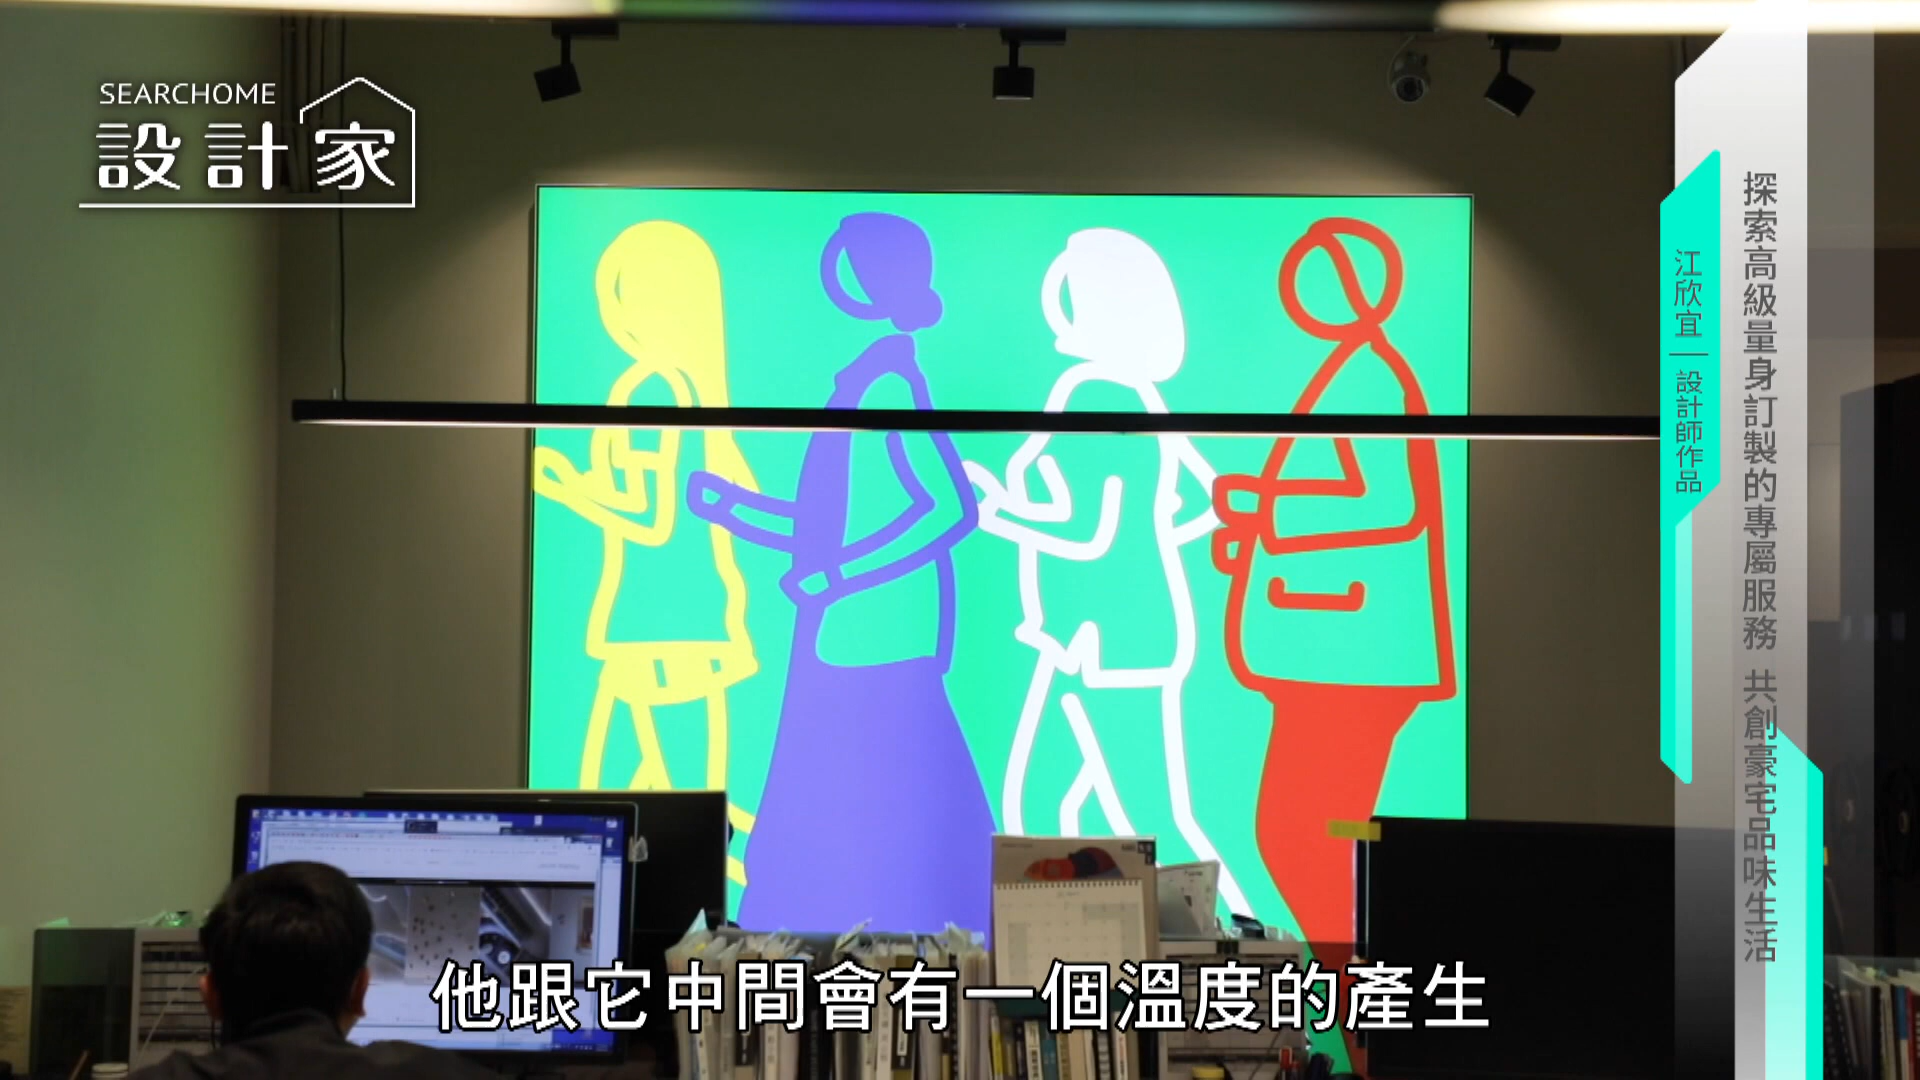 SEARCHOME
設計家
探索高級量身訂製的專屬服務 共創豪宅品味生活
江欣宜｜設計師作品
他跟它中間會有一個溫度的產生